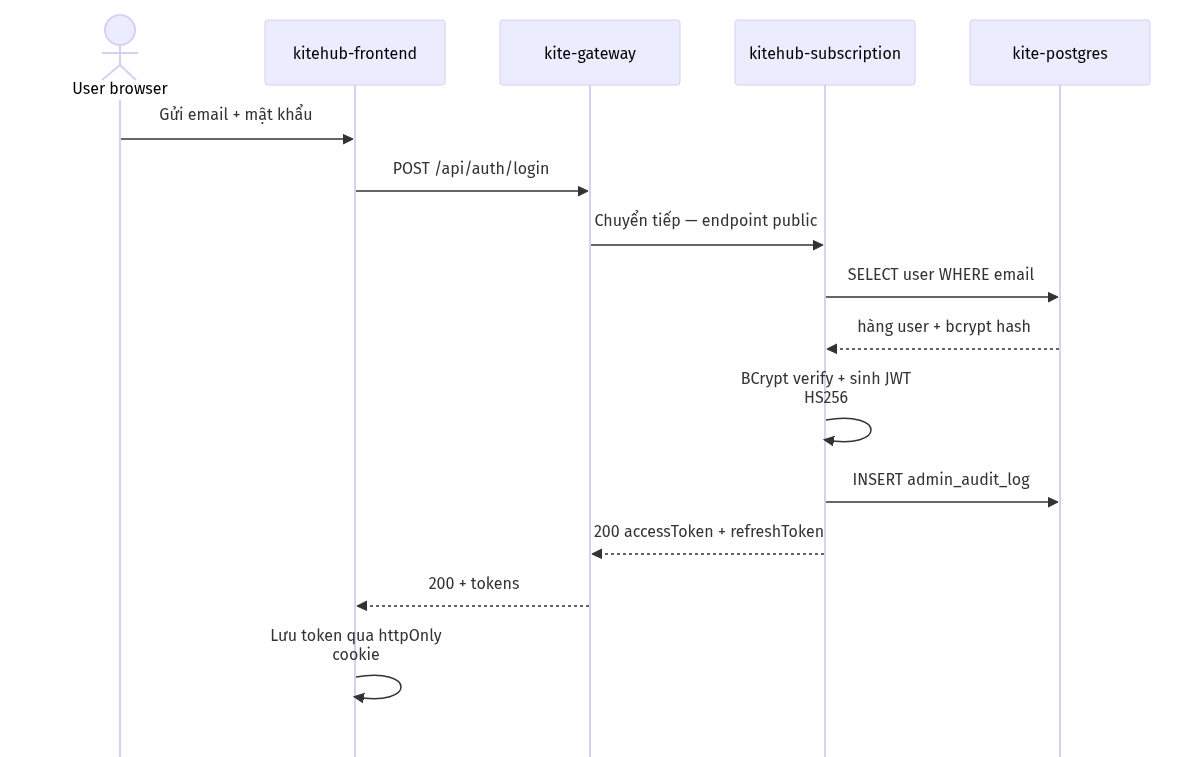 User browser
kitehub-frontend
kite-gateway
kitehub-subscription
kite-postgres
Gửi email + mật khẩu
POST /api/auth/login
Chuyển tiếp — endpoint public
SELECT user WHERE email
hàng user + bcrypt hash
BCrypt verify + sinh JWT
HS256
INSERT admin_audit_log
200 accessToken + refreshToken
200 + tokens
Lưu token qua httpOnly
cookie